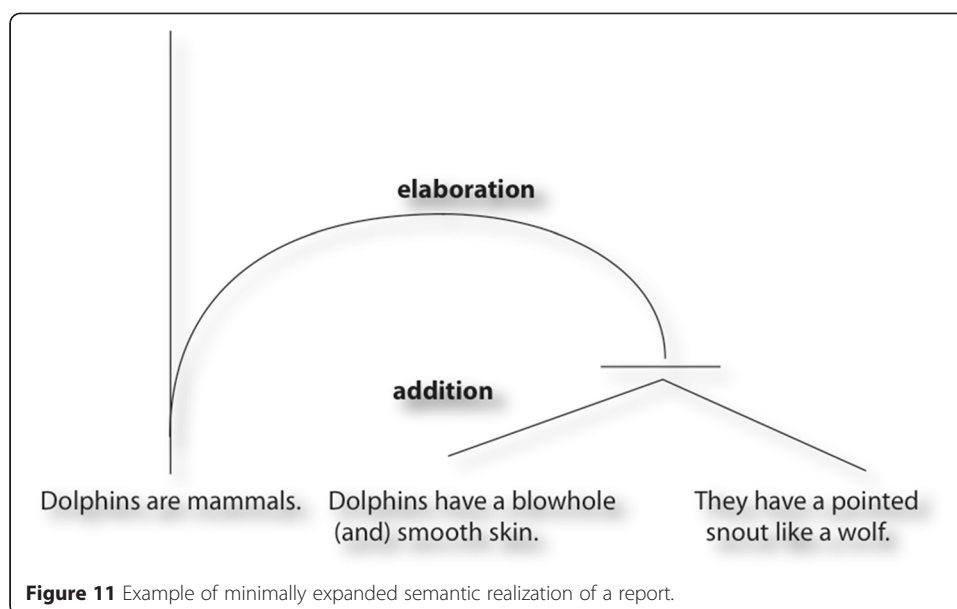 elaboration
addition
Dolphins are mammals.
Dolphins have a blowhole
(and) smooth skin.
They have a pointed
snout like a wolf.
Figure 11 Example of minimally expanded semantic realization of a report.